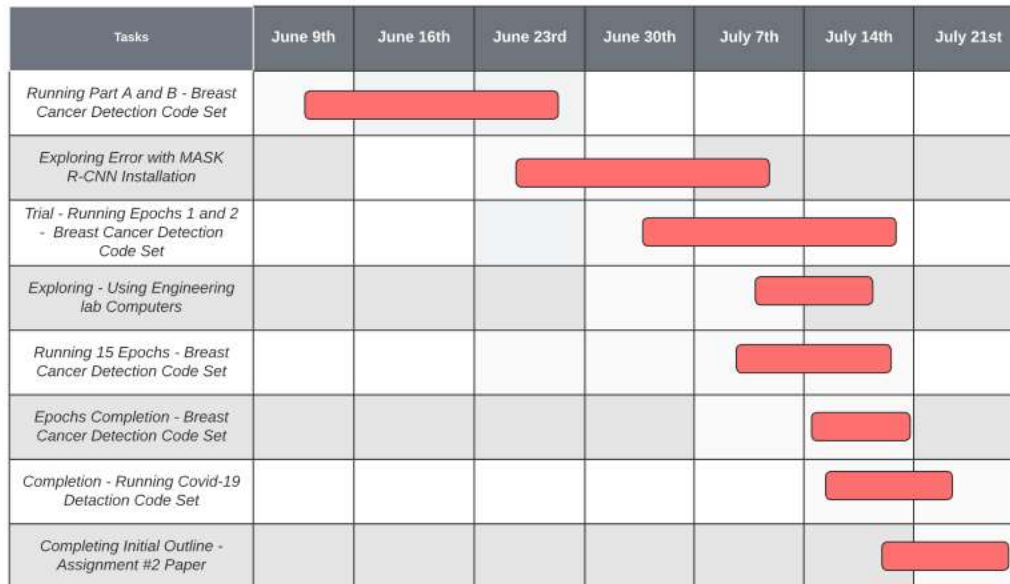 Tasks June 9th June 16th June 23rd June 30th July 7th July 14th July 21st
Running Part A and B - Breast
Cancer Detection Code Set
Exploring Error with MASK
R-CNN Installation
Trial - Running Epochs 1 and 2
- Breast Cancer Detection
Code Set
Exploring - Using Engineering
lab Computers
Running 15 Epochs - Breast
Cancer Detection Code Set
Epochs Completion - Breast
Cancer Detection Code Set
Completion - Running Covid-19
Detaction Code Set
Completing Initial Outline -
Assignment #2 Paper